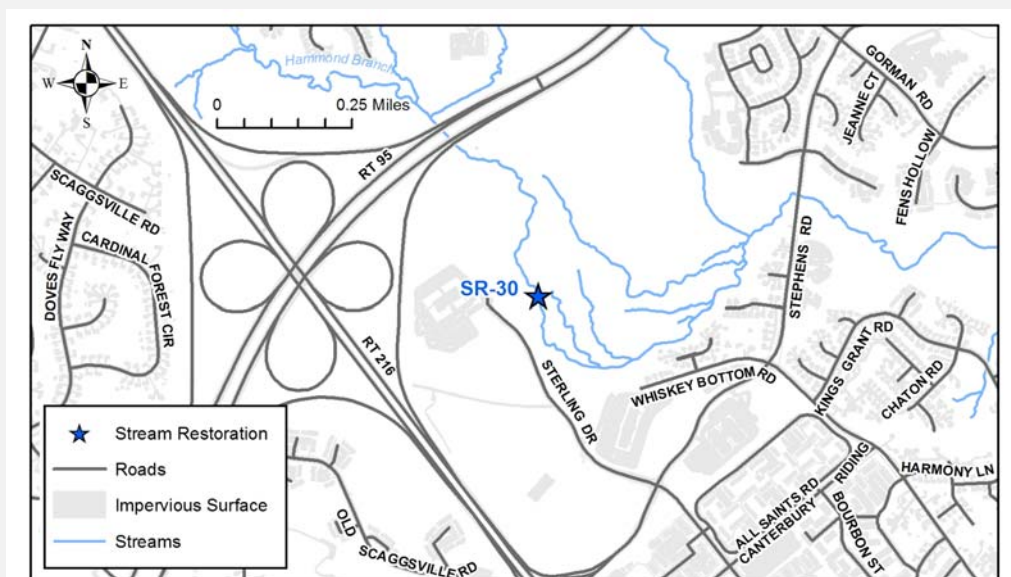 N
W E
S
Hammond Branch
0 0.25 Miles
RT 95
GORMAN RD
JEANNE CT
FENS HOLLOW
SCAGGSVILLE RD
DOVES FLY WAY
CARDINAL FOREST CIR
STEPHENS RD
SR-30
RT 216
STERLING DR
WHISKEY BOTTOM RD
KINGS GRANT RD
CHATON RD
HARMONY LN
ALL SAINTS RD
CANTERBURY RIDING
BOURBON ST
OLD SCAGGSVILLE RD
Stream Restoration
Roads
Impervious Surface
Streams